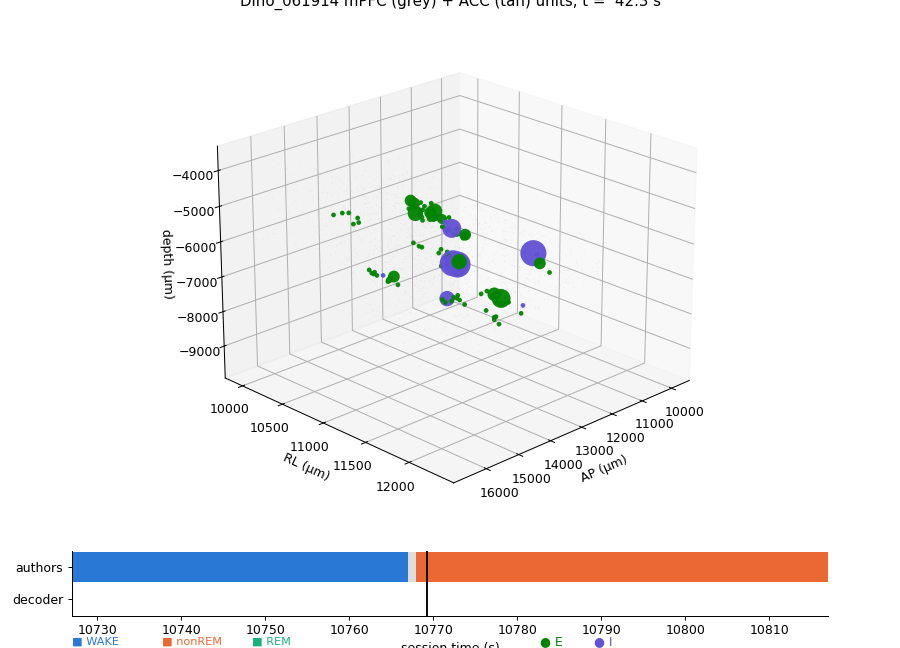 Dino_061914 mPFC (grey) + ACC (tan) units, t = 42.3 s
−4000
−5000
−6000
−7000
−8000
−9000
depth (μm)
10000
10500
11000
11500
12000
RL (μm)
10000
11000
12000
13000
14000
15000
16000
AP (μm)
authors
decoder
10730 10740 10750 10760 10770 10780 10790 10800 10810
session time (s)
WAKE nonREM REM E I